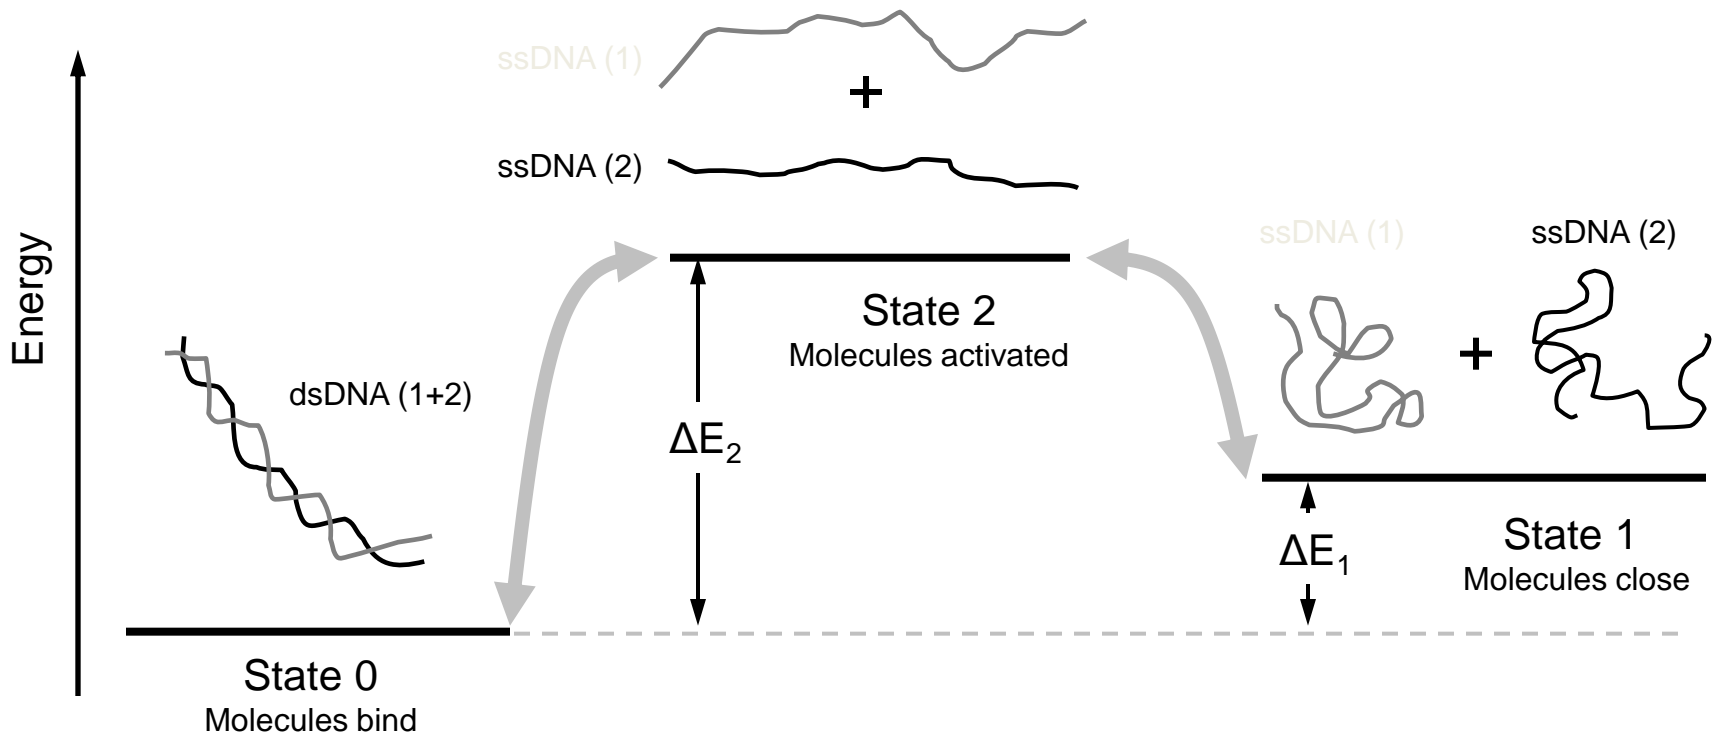 ssDNA (1)
+
ssDNA (2)
Energy
State 2
Molecules activated
ssDNA (1)
ssDNA (2)
+
dsDNA (1+2)
ΔE2
ΔE1
State 1
Molecules close
State 0
Molecules bind